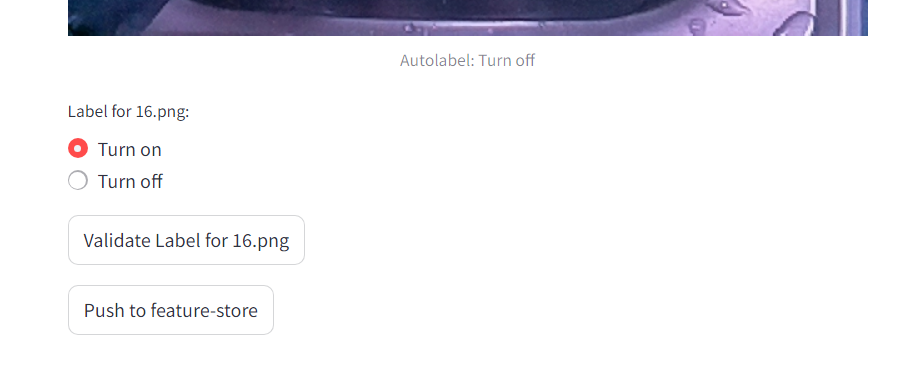 Autolabel: Turn off
Label for 16.png:
Turn on
Turn off
Validate Label for 16.png
Push to feature-store